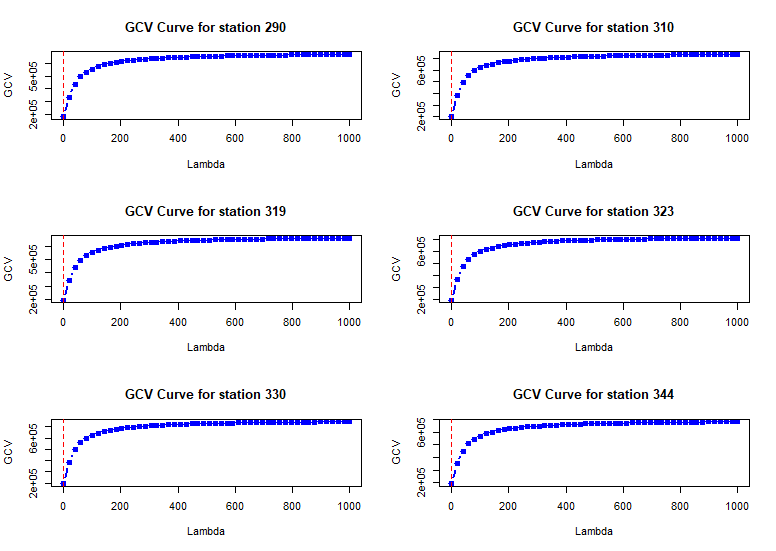 GCV Curve for station 290
GCV
2e+05 5e+05
0 200 400 600 800 1000
Lambda
GCV Curve for station 310
GCV
2e+05 6e+05
0 200 400 600 800 1000
Lambda
GCV Curve for station 319
GCV
2e+05 5e+05
0 200 400 600 800 1000
Lambda
GCV Curve for station 323
GCV
2e+05 6e+05
0 200 400 600 800 1000
Lambda
GCV Curve for station 330
GCV
2e+05 6e+05
0 200 400 600 800 1000
Lambda
GCV Curve for station 344
GCV
2e+05 6e+05
0 200 400 600 800 1000
Lambda